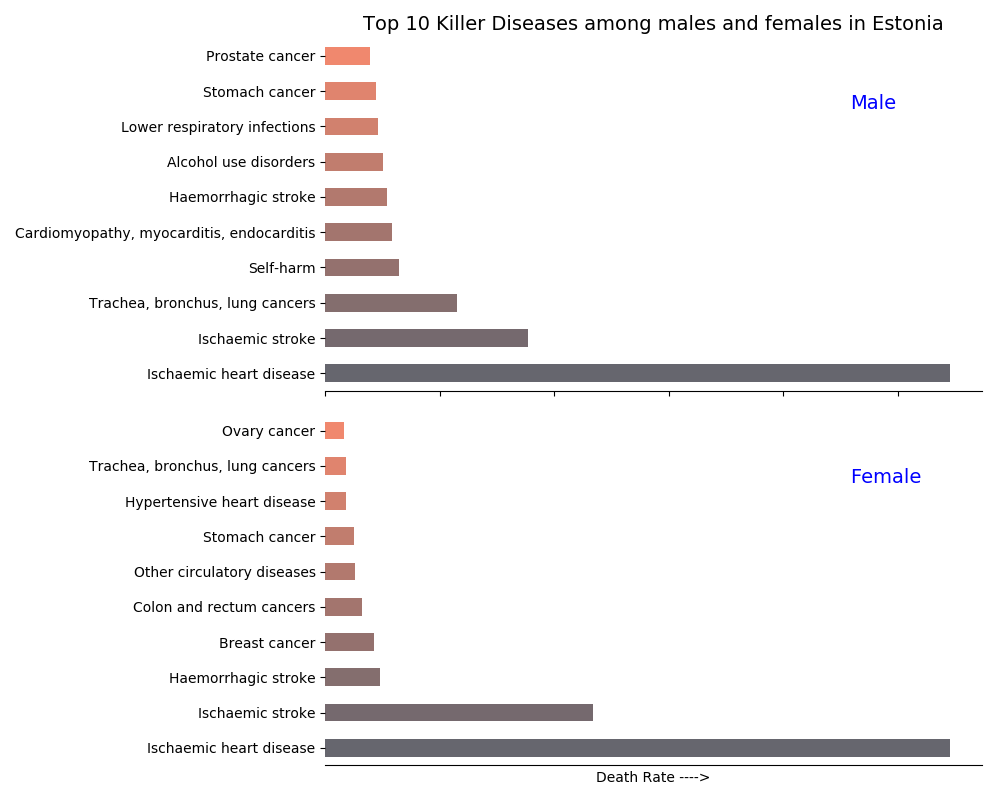 Top 10 Killer Diseases among males and females in Estonia
Prostate cancer
Stomach cancer
Male
Lower respiratory infections
Alcohol use disorders
Haemorrhagic stroke
Cardiomyopathy, myocarditis, endocarditis
Self-harm
Trachea, bronchus, lung cancers
Ischaemic stroke
Ischaemic heart disease
Ovary cancer
Trachea, bronchus, lung cancers
Female
Hypertensive heart disease
Stomach cancer
Other circulatory diseases
Colon and rectum cancers
Breast cancer
Haemorrhagic stroke
Ischaemic stroke
Ischaemic heart disease
Death Rate ---->